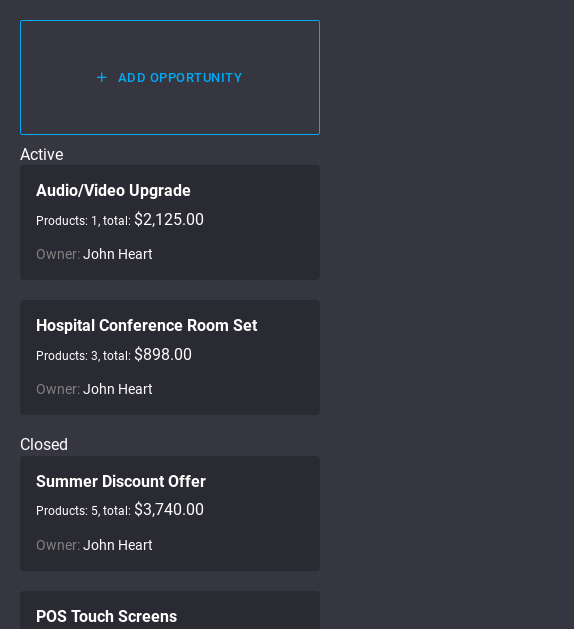 + ADD OPPORTUNITY
Active
Audio/Video Upgrade
Products: 1, total: $2,125.00
Owner: John Heart
Hospital Conference Room Set
Products: 3, total: $898.00
Owner: John Heart
Closed
Summer Discount Offer
Products: 5, total: $3,740.00
Owner: John Heart
POS Touch Screens